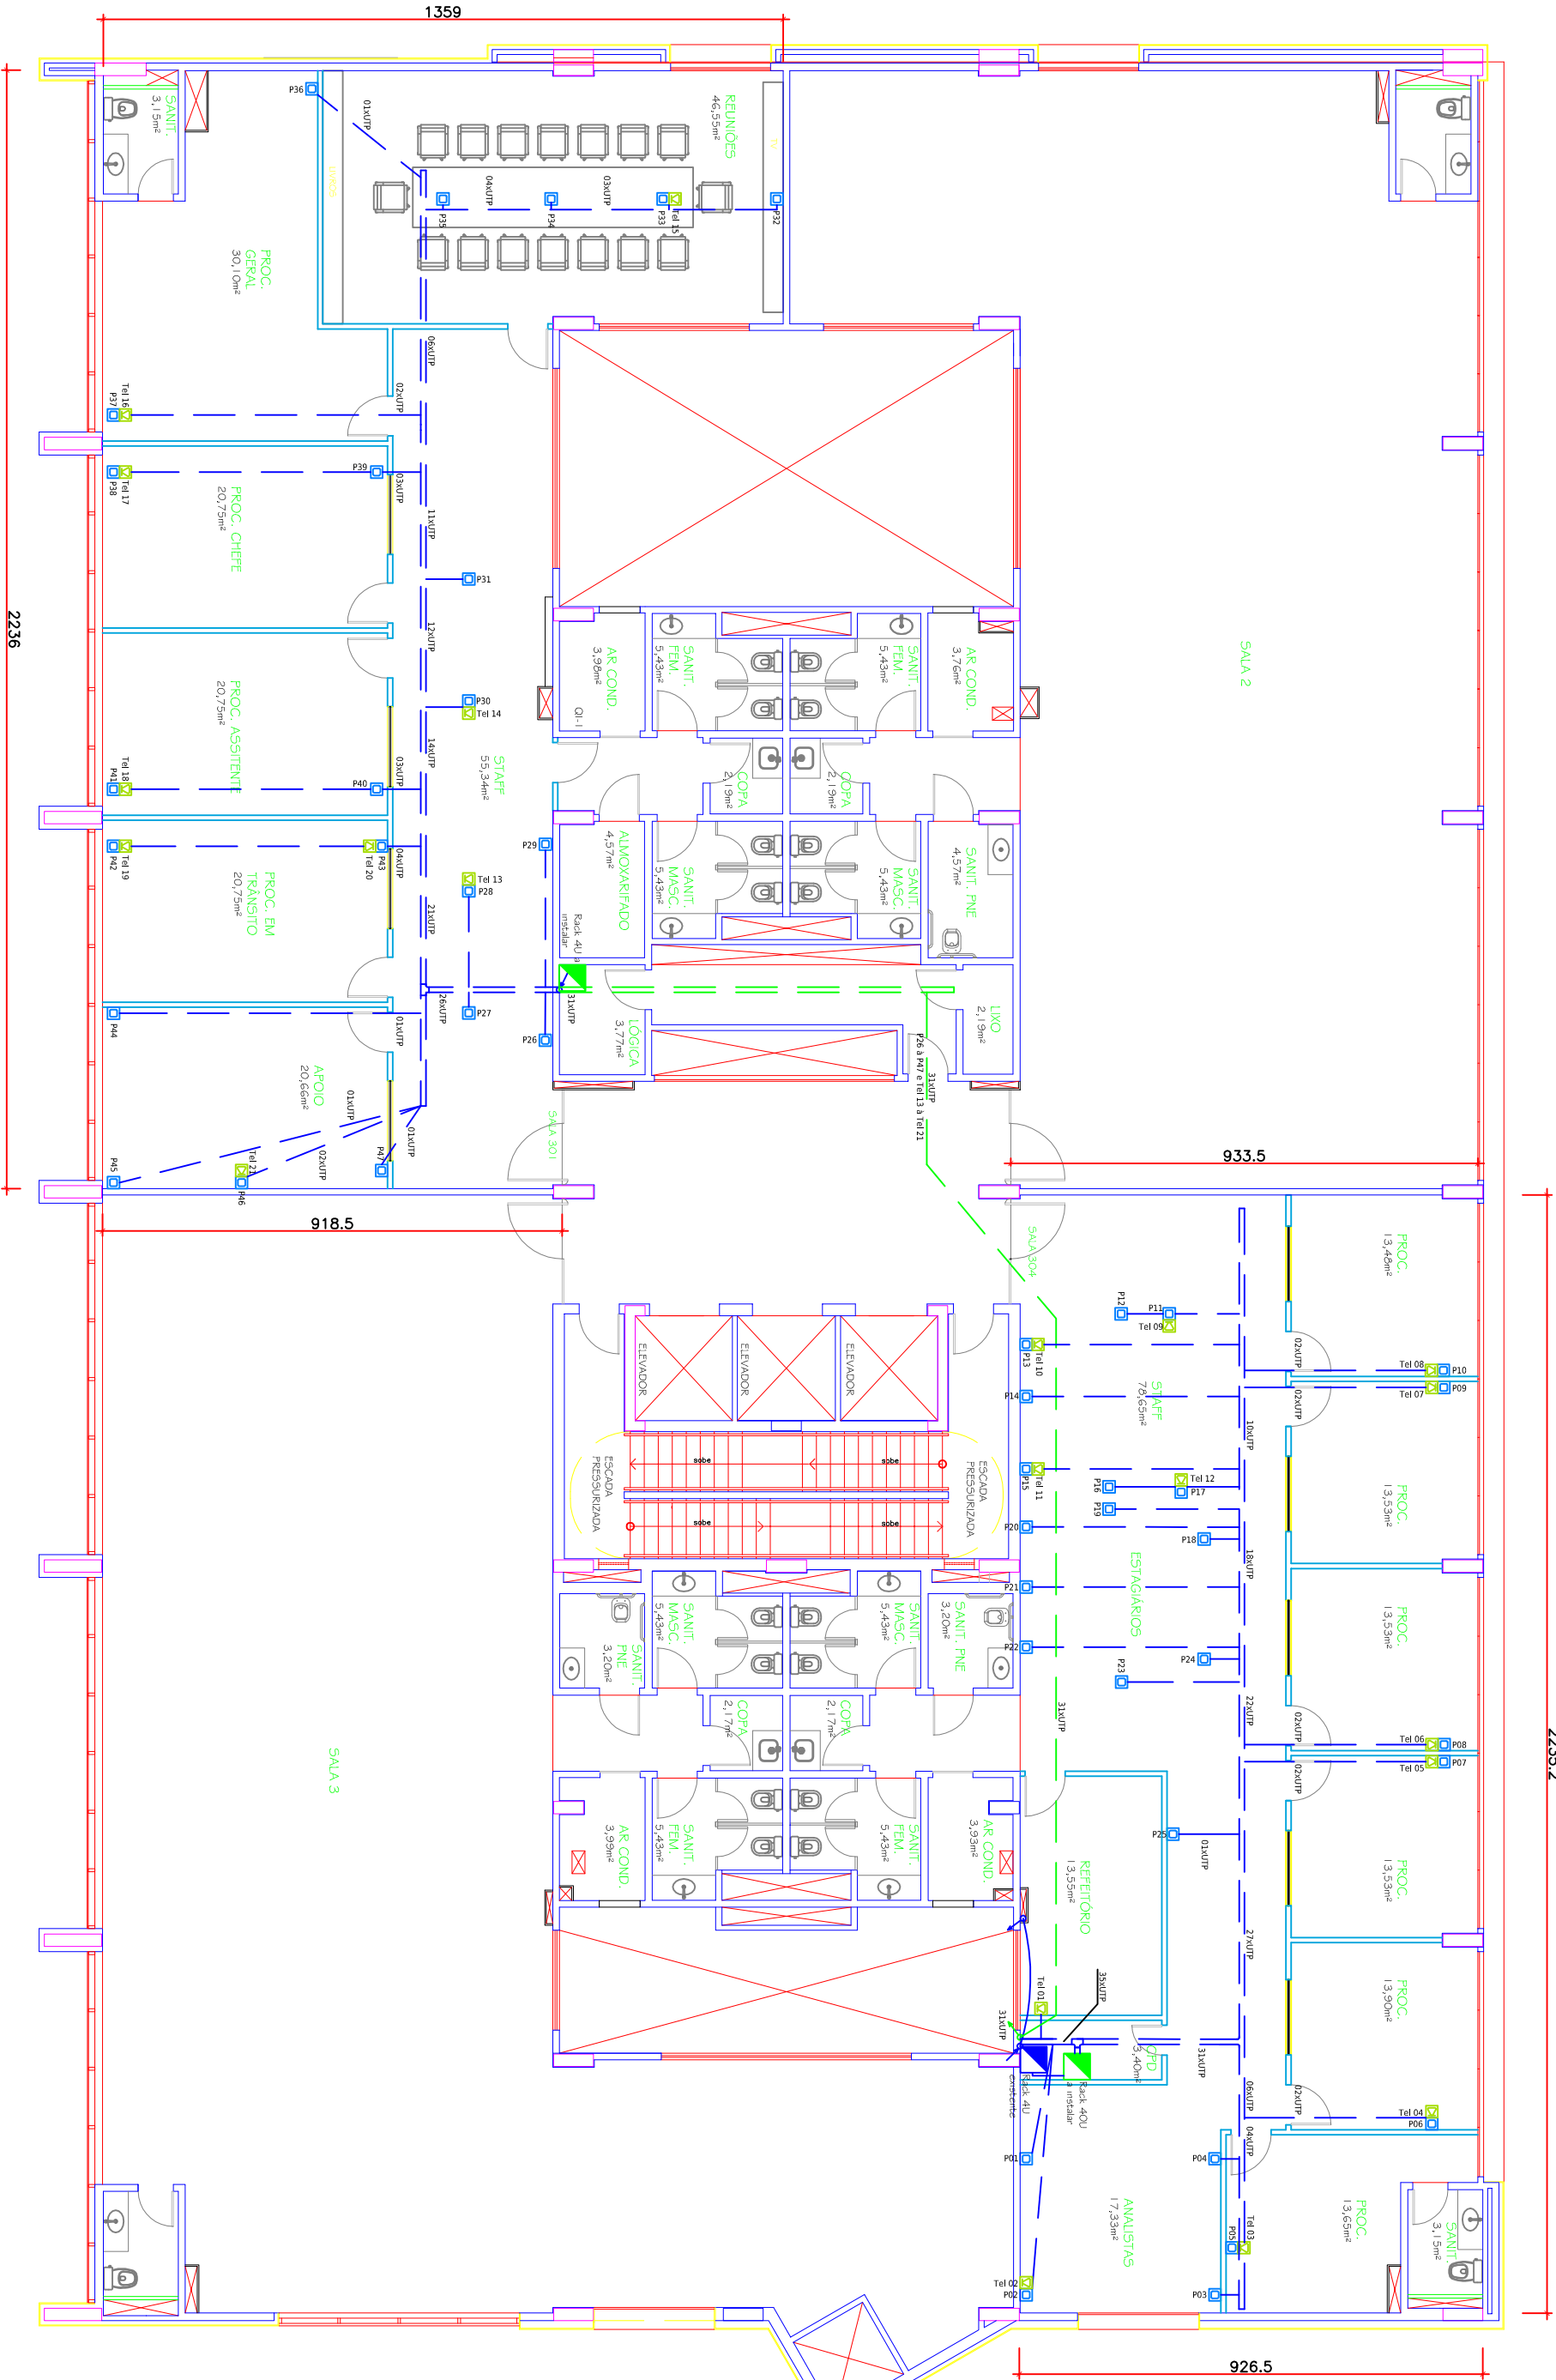 1359
2236
933.5
918.5
2235.2
926.5
P36
01xUTP
SANIT.
3,15m²
REUNIÕES
46,55m²
TV
04xUTP
03xUTP
P35
P34
P33
Tel 15
P32
PROC.
GERAL
30,10m²
06xUTP
02xUTP
Tel 16
P37
P39
03xUTP
Tel 17
P38
PROC. CHEFE
20,75m²
11xUTP
P31
12xUTP
SALA 2
AR COND.
3,98m²
SANIT.
FEM.
5,43m²
SANIT.
FEM.
5,43m²
AR COND.
3,76m²
PROC. ASSITENTE
20,75m²
P30
Tel 14
QI-1
14xUTP
STAFF
55,34m²
Tel 18
P41
P40
03xUTP
COPA
2,19m²
COPA
2,19m²
Tel 19
P42
Tel 20
P43
04xUTP
P29
ALMOXARIFADO
4,57m²
SANIT.
MASC.
5,43m²
SANIT.
MASC.
5,43m²
SANIT. PNE
4,57m²
PROC. EM
TRÂNSITO
20,75m²
Tel 13
P28
21xUTP
Rack 4U a
instalar
26xUTP
31xUTP
P27
P26
LÓGICA
3,77m²
LIXO
2,19m²
P44
01xUTP
31xUTP
P26 à P47 e Tel 13 à Tel 21
APOIO
20,66m²
01xUTP
01xUTP
02xUTP
P45
Tel 21
P46
P47
SALA 301
SALA 304
PROC.
13,48m²
P12
P11
Tel 09
P13
Tel 10
02xUTP
Tel 08
P10
Tel 07
P09
02xUTP
ELEVADOR
ELEVADOR
ELEVADOR
P14
STAFF
78,65m²
10xUTP
ESCADA
PRESSURIZADA
sobe
sobe
sobe
sobe
ESCADA
PRESSURIZADA
P15
Tel 11
P16
Tel 12
P17
P19
PROC.
13,53m²
P20
P18
18xUTP
ESTAGIÁRIOS
P21
SANIT.
PNE
3,20m²
SANIT.
MASC.
5,43m²
SANIT.
MASC.
5,43m²
SANIT. PNE
3,20m²
PROC.
13,53m²
P22
P24
P23
31xUTP
22xUTP
02xUTP
Tel 06
P08
Tel 05
P07
02xUTP
COPA
2,17m²
COPA
2,17m²
SALA 3
P25
01xUTP
AR COND.
3,99m²
SANIT.
FEM.
5,43m²
SANIT.
FEM.
5,43m²
AR COND.
3,93m²
REFEITÓRIO
13,55m²
PROC.
13,53m²
27xUTP
35xUTP
Tel 01
31xUTP
PROC.
13,90m²
CPD
3,40m²
31xUTP
Rack 4U
existente
Rack 40U
a instalar
06xUTP
02xUTP
Tel 04
P06
04xUTP
P01
P04
ANALISTAS
17,33m²
PROC.
13,65m²
SANIT.
3,15m²
Tel 03
P05
Tel 02
P02
P03